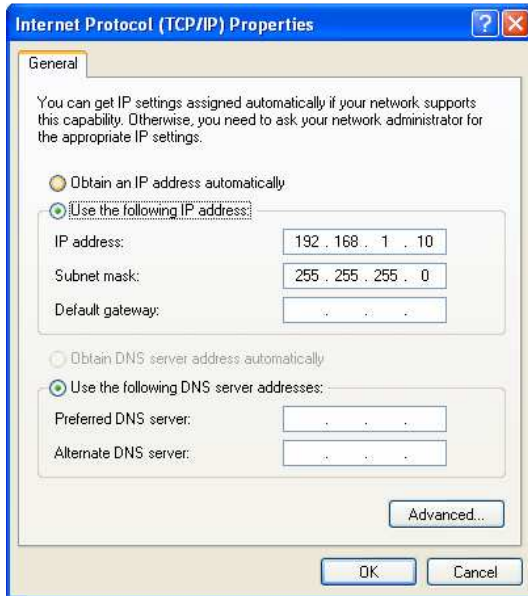 Internet Protocol (TCP/IP) Properties
General
You can get IP settings assigned automatically if your network supports
this capability. Otherwise, you need to ask your network administrator for
the appropriate IP settings.
Obtain an IP address automatically
Use the following IP address:
IP address: 192 . 168 . 1 . 10
Subnet mask: 255 . 255 . 255 . 0
Default gateway: . . .
Obtain DNS server address automatically
Use the following DNS server addresses:
Preferred DNS server: . . .
Alternate DNS server: . . .
Advanced...
OK Cancel